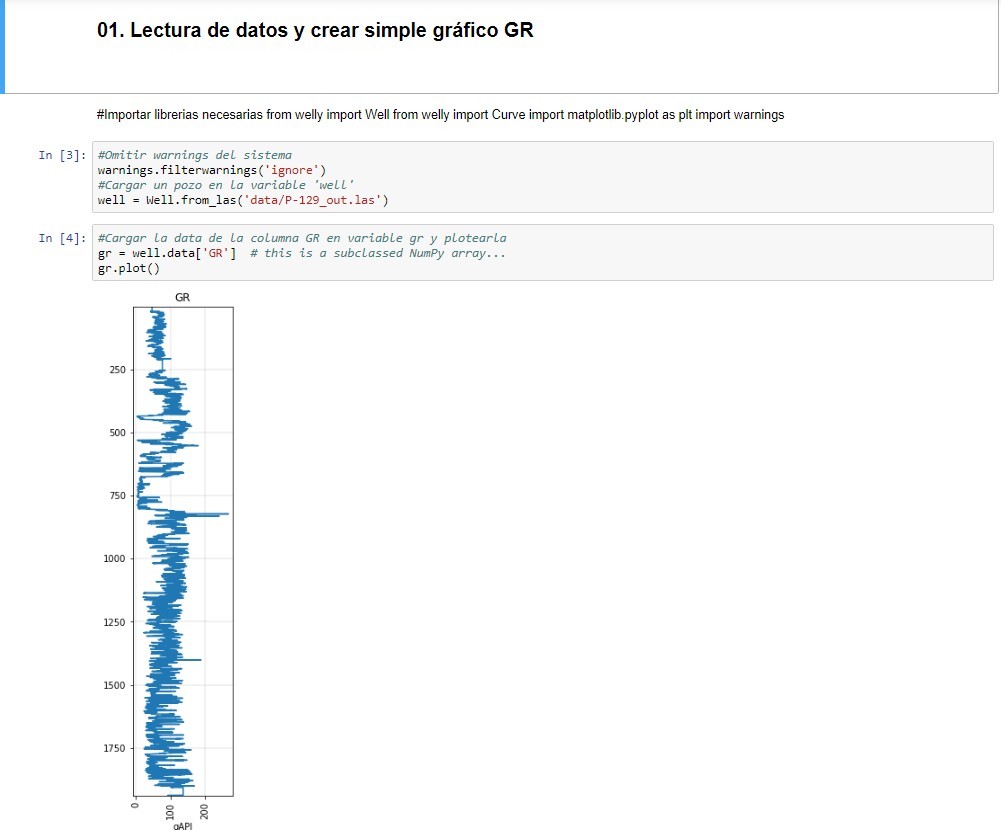 01. Lectura de datos y crear simple gráfico GR
#Importar librerias necesarias from welly import Well from welly import Curve import matplotlib.pyplot as plt import warnings
In [3]:
#Omitir warnings del sistema
warnings.filterwarnings('ignore')
#Cargar un pozo en la variable 'well'
well = Well.from_las('data/P-129_out.las')
In [4]:
#Cargar la data de la columna GR en variable gr y plotearla
gr = well.data['GR']  # this is a subclassed NumPy array...
gr.plot()
GR
250
500
750
1000
1250
1500
1750
0 100 200
gAPI